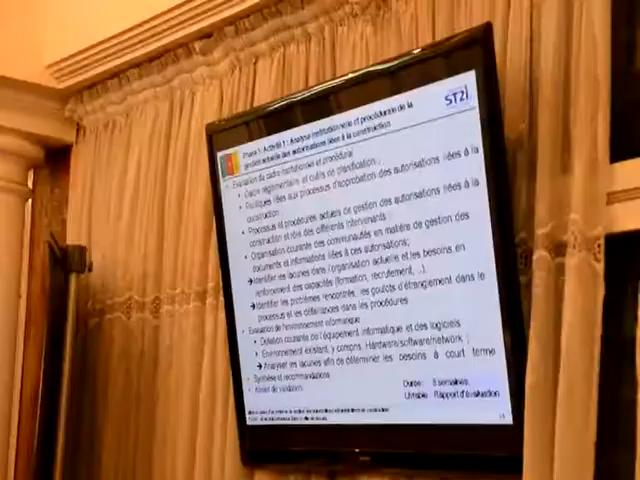 Phase 1: Activité 1 : Analyse institutionnelle et procédurale de la
gestion actuelle des autorisations liées à la construction
ST2i
Evaluation du cadre institutionnel et procédural
• Cadre réglementaire et outils de planification ;
• Politiques liées aux processus d'approbation des autorisations liées à la
construction
• Processus et procédures actuels de gestion des autorisations liées à la
construction et rôle des différents intervenants
• Organisation courante des communautés en matière de gestion des
documents et informations liées à ces autorisations;
➔Identifier les lacunes dans l'organisation actuelle et les besoins en
renforcement des capacités (formation, recrutement, ..)
➔Identifier les problèmes rencontrés, les goulots d'étranglement dans le
processus et les défaillances dans les procédures
Evaluation de l'environnement informatique
• Dotation courante de l'équipement informatique et des logiciels
• Environnement existant, y compris, Hardware/software/network ;
➔ Analyser les lacunes afin de déterminer les besoins à court terme
Synthèse et recommandations
Atelier de validation
Durée : 8 semaines,
Livrable : Rapport d'évaluation